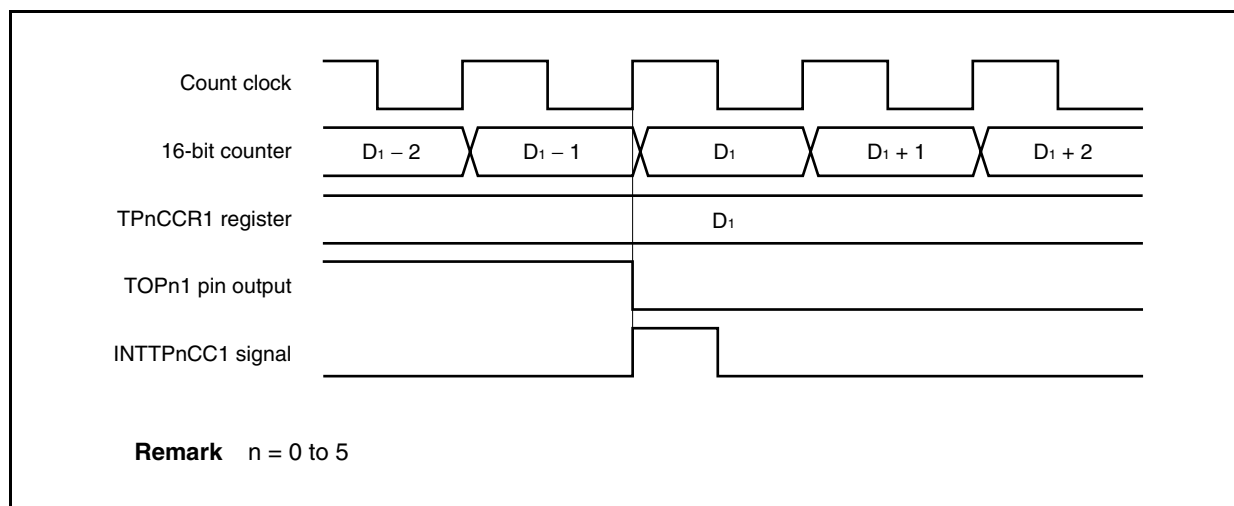 Count clock
16-bit counter
D₁ − 2
D₁ − 1
D₁
D₁ + 1
D₁ + 2
TPnCCR1 register
D₁
TOPn1 pin output
INTTPnCC1 signal
Remark n = 0 to 5